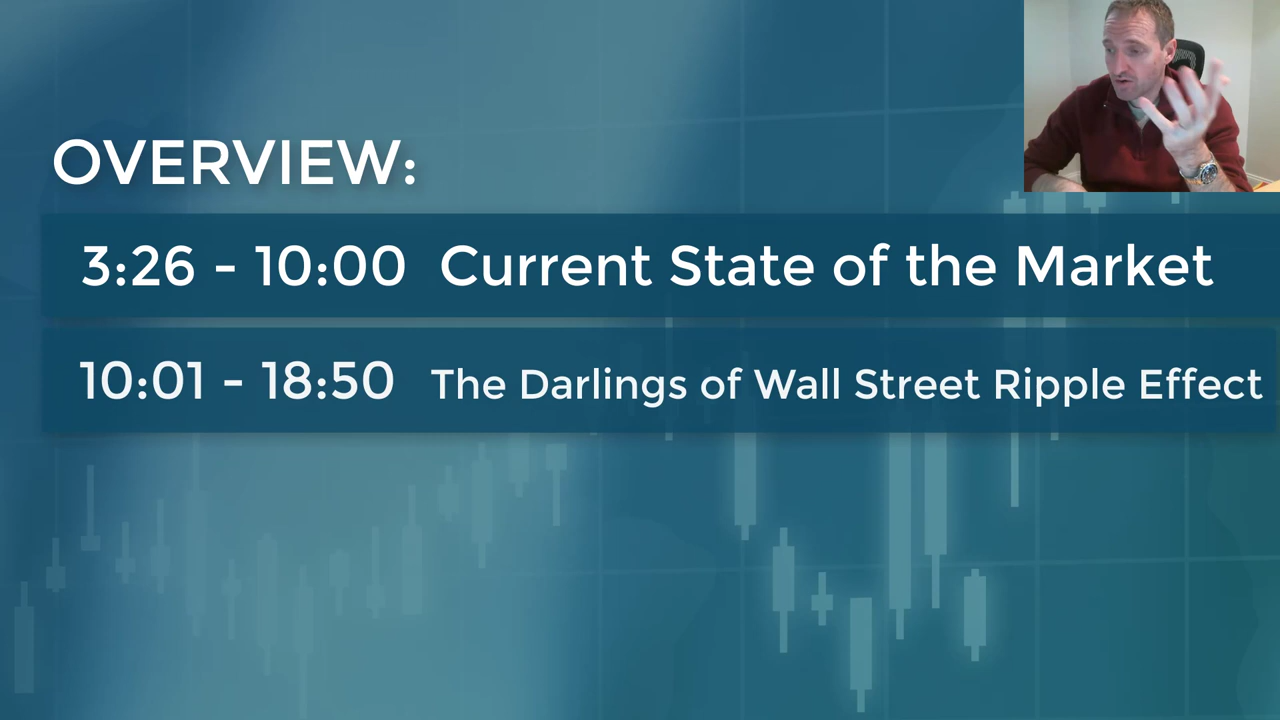 OVERVIEW:
3:26 - 10:00 Current State of the Market
10:01 - 18:50 The Darlings of Wall Street Ripple Effect